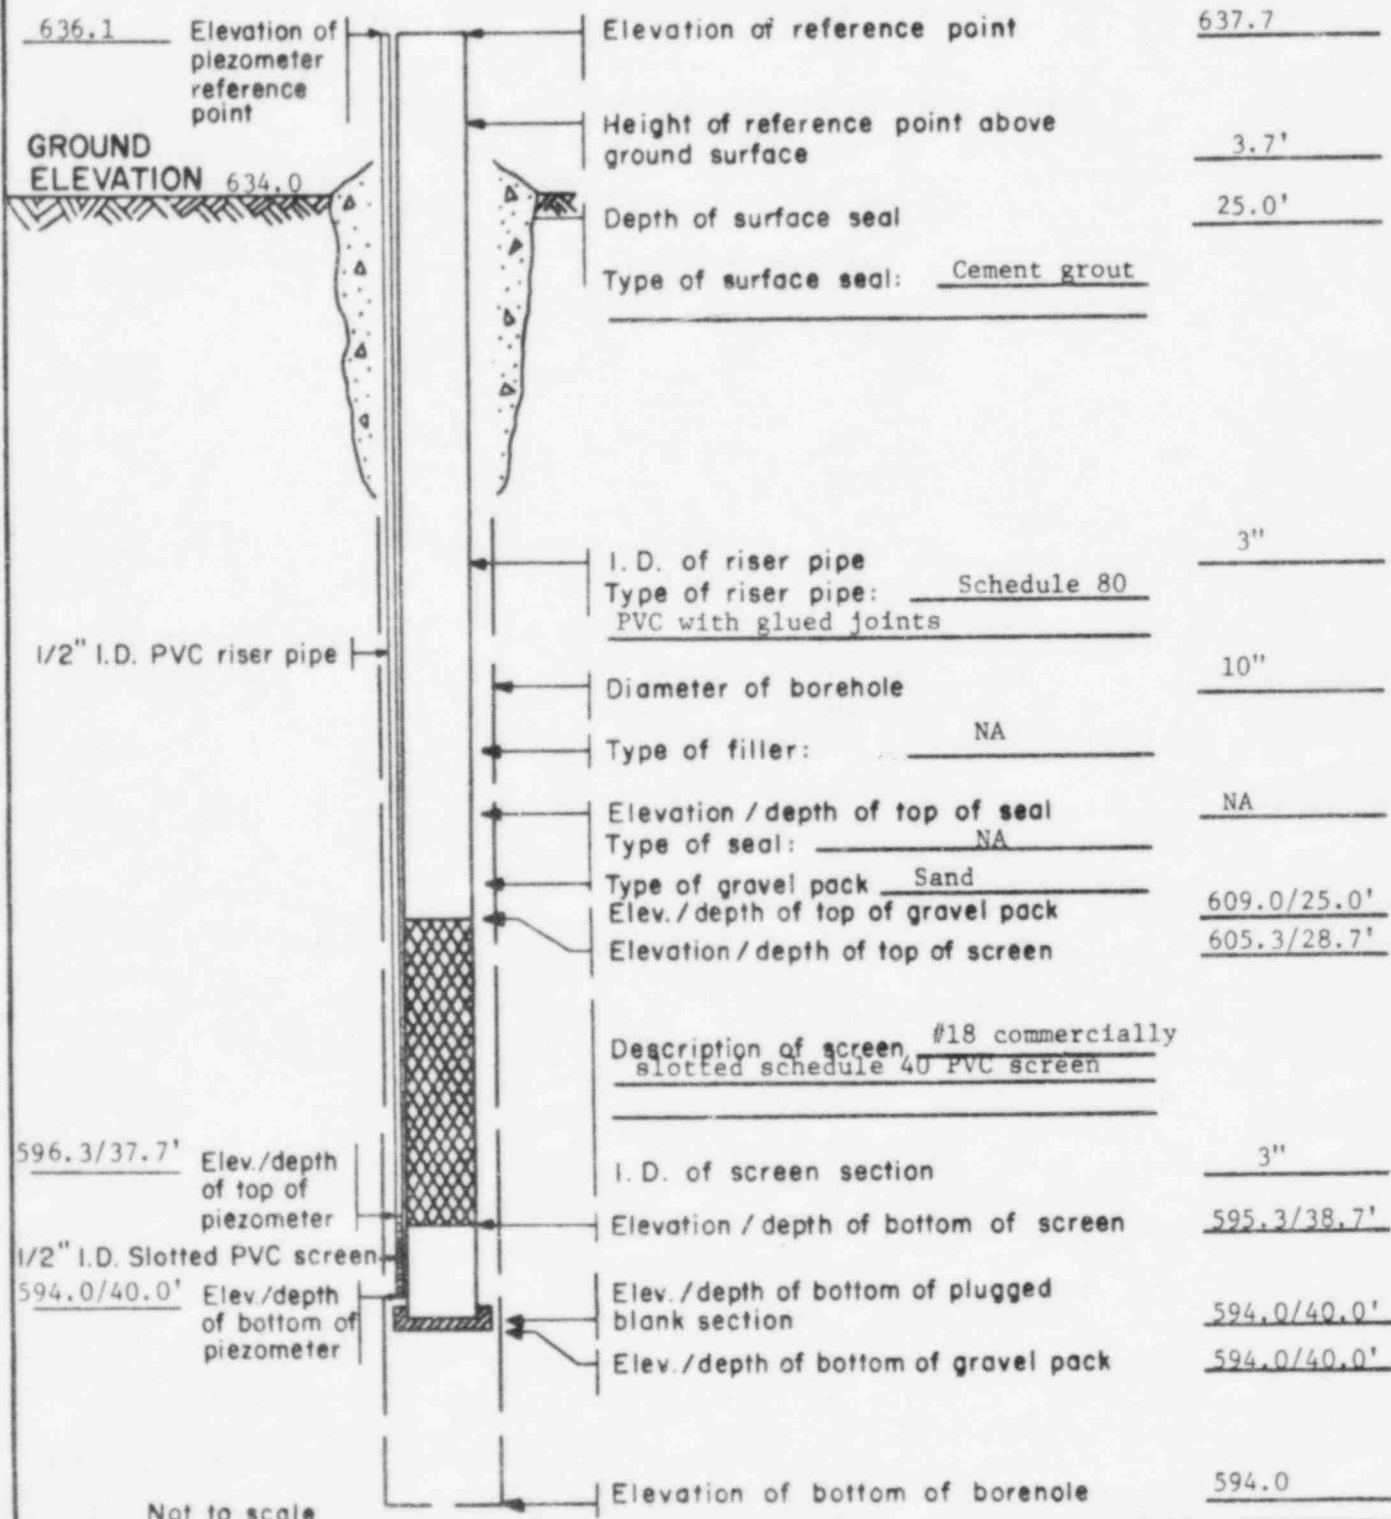 636.1 Elevation of piezometer reference point
Elevation of reference point 637.7
Height of reference point above
ground surface 3.7'
GROUND
ELEVATION 634.0
Depth of surface seal 25.0'
Type of surface seal: Cement grout
I.D. of riser pipe 3"
Type of riser pipe: Schedule 80
PVC with glued joints
1/2" I.D. PVC riser pipe
Diameter of borehole 10"
Type of filler: NA
Elevation / depth of top of seal NA
Type of seal: NA
Type of gravel pack Sand
Elev./depth of top of gravel pack 609.0/25.0'
Elevation / depth of top of screen 605.3/28.7'
Description of screen #18 commercially
slotted schedule 40 PVC screen
596.3/37.7' Elev./depth
of top of
piezometer
I.D. of screen section 3"
Elevation / depth of bottom of screen 595.3/38.7'
1/2" I.D. Slotted PVC screen
594.0/40.0' Elev./depth
of bottom of
piezometer
Elev./depth of bottom of plugged
blank section 594.0/40.0'
Elev./depth of bottom of gravel pack 594.0/40.0'
Elevation of bottom of borenole 594.0
Not to scale